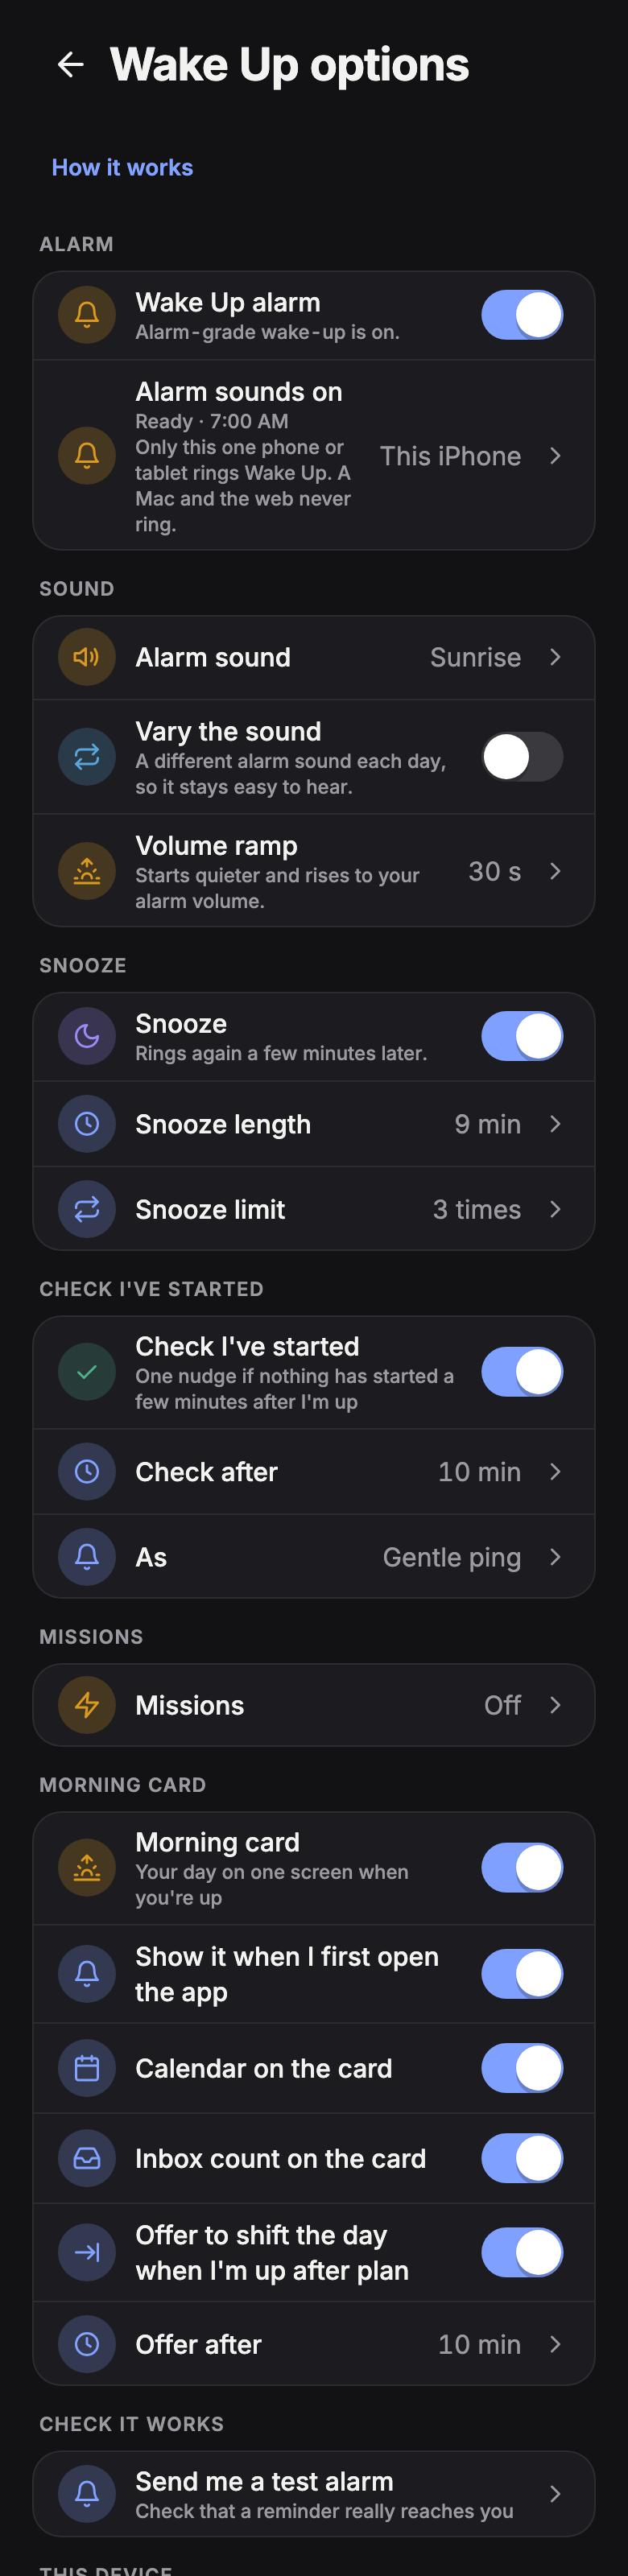 Wake Up options
How it works
ALARM
Wake Up alarm
Alarm-grade wake-up is on.
Alarm sounds on
Ready · 7:00 AM
Only this one phone or
tablet rings Wake Up. A
Mac and the web never
ring.
This iPhone
SOUND
Alarm sound
Sunrise
Vary the sound
A different alarm sound each day,
so it stays easy to hear.
Volume ramp
Starts quieter and rises to your
alarm volume.
30 s
SNOOZE
Snooze
Rings again a few minutes later.
Snooze length
9 min
Snooze limit
3 times
CHECK I'VE STARTED
Check I've started
One nudge if nothing has started a
few minutes after I'm up
Check after
10 min
As
Gentle ping
MISSIONS
Missions
Off
MORNING CARD
Morning card
Your day on one screen when
you're up
Show it when I first open
the app
Calendar on the card
Inbox count on the card
Offer to shift the day
when I'm up after plan
Offer after
10 min
CHECK IT WORKS
Send me a test alarm
Check that a reminder really reaches you
THIS DEVICE